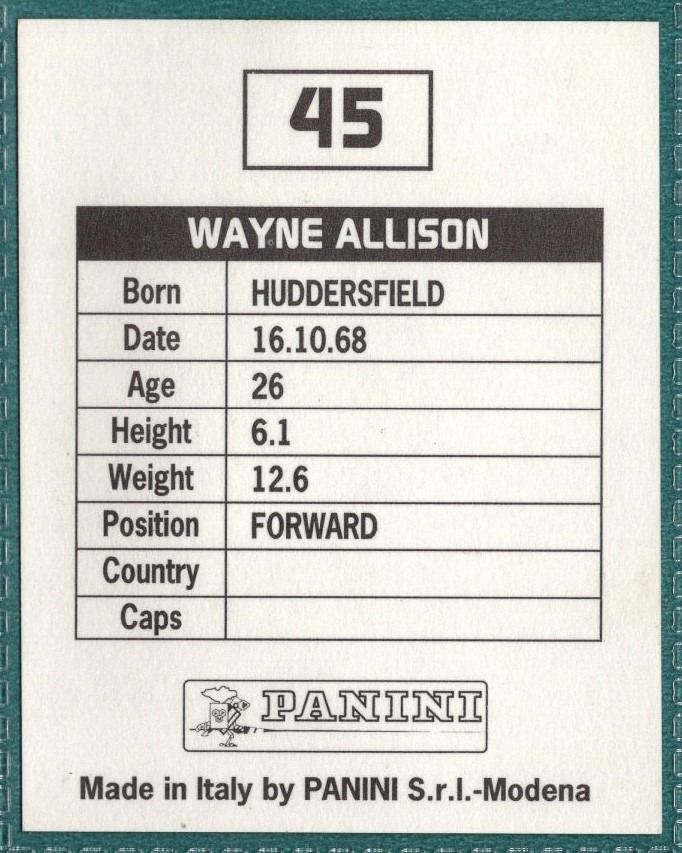 45
WAYNE ALLISON
Born HUDDERSFIELD
Date 16.10.68
Age 26
Height 6.1
Weight 12.6
Position FORWARD
Country
Caps
PANINI
Made in Italy by PANINI S.r.l.-Modena